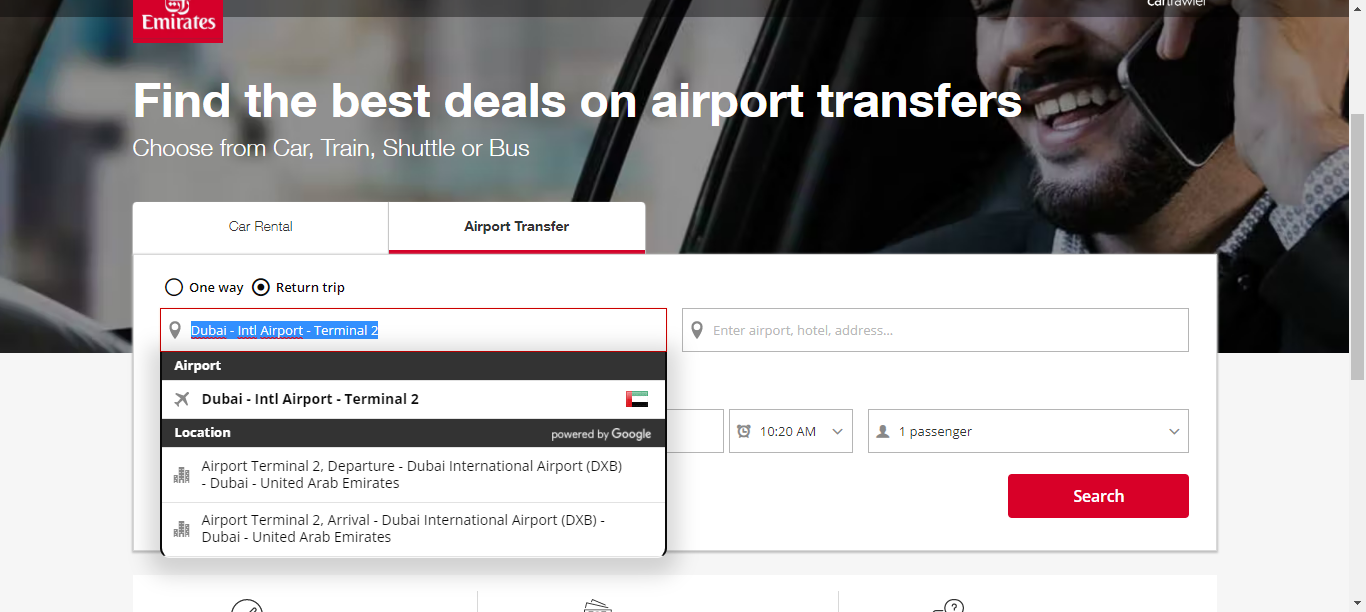 cartrawler
Emirates
Find the best deals on airport transfers
Choose from Car, Train, Shuttle or Bus
Car Rental
Airport Transfer
One way
Return trip
Dubai - Intl Airport - Terminal 2
Enter airport, hotel, address...
Airport
Dubai - Intl Airport - Terminal 2
Location
powered by Google
10:20 AM
1 passenger
Airport Terminal 2, Departure - Dubai International Airport (DXB)
- Dubai - United Arab Emirates
Search
Airport Terminal 2, Arrival - Dubai International Airport (DXB) -
Dubai - United Arab Emirates